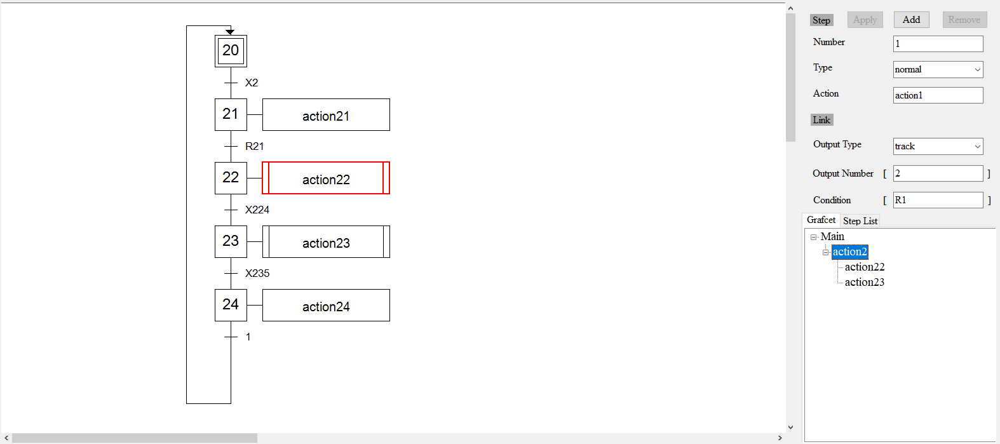 20
X2
21
action21
R21
22
action22
X224
23
action23
X235
24
action24
1
Step Apply Add Remove
Number 1
Type normal
Action action1
Link
Output Type track
Output Number [ 2 ]
Condition [ R1 ]
Grafcet Step List
Main
action2
action22
action23